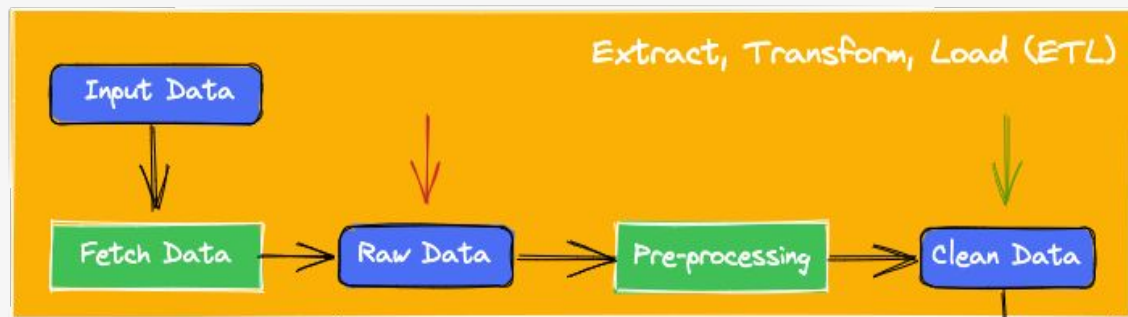 Extract, Transform, Load (ETL)
Input Data
Fetch Data
Raw Data
Pre-processing
Clean Data